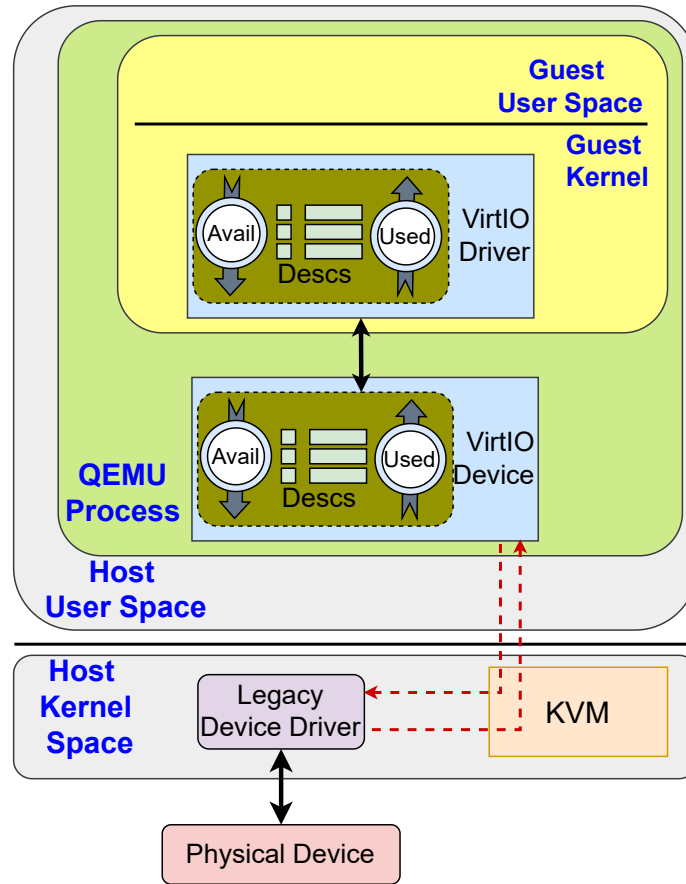 Guest
User Space
Guest
Kernel
Avail
Used
Descs
VirtIO
Driver
Avail
Used
Descs
VirtIO
Device
QEMU
Process
Host
User Space
Host
Kernel
Space
Legacy
Device Driver
KVM
Physical Device